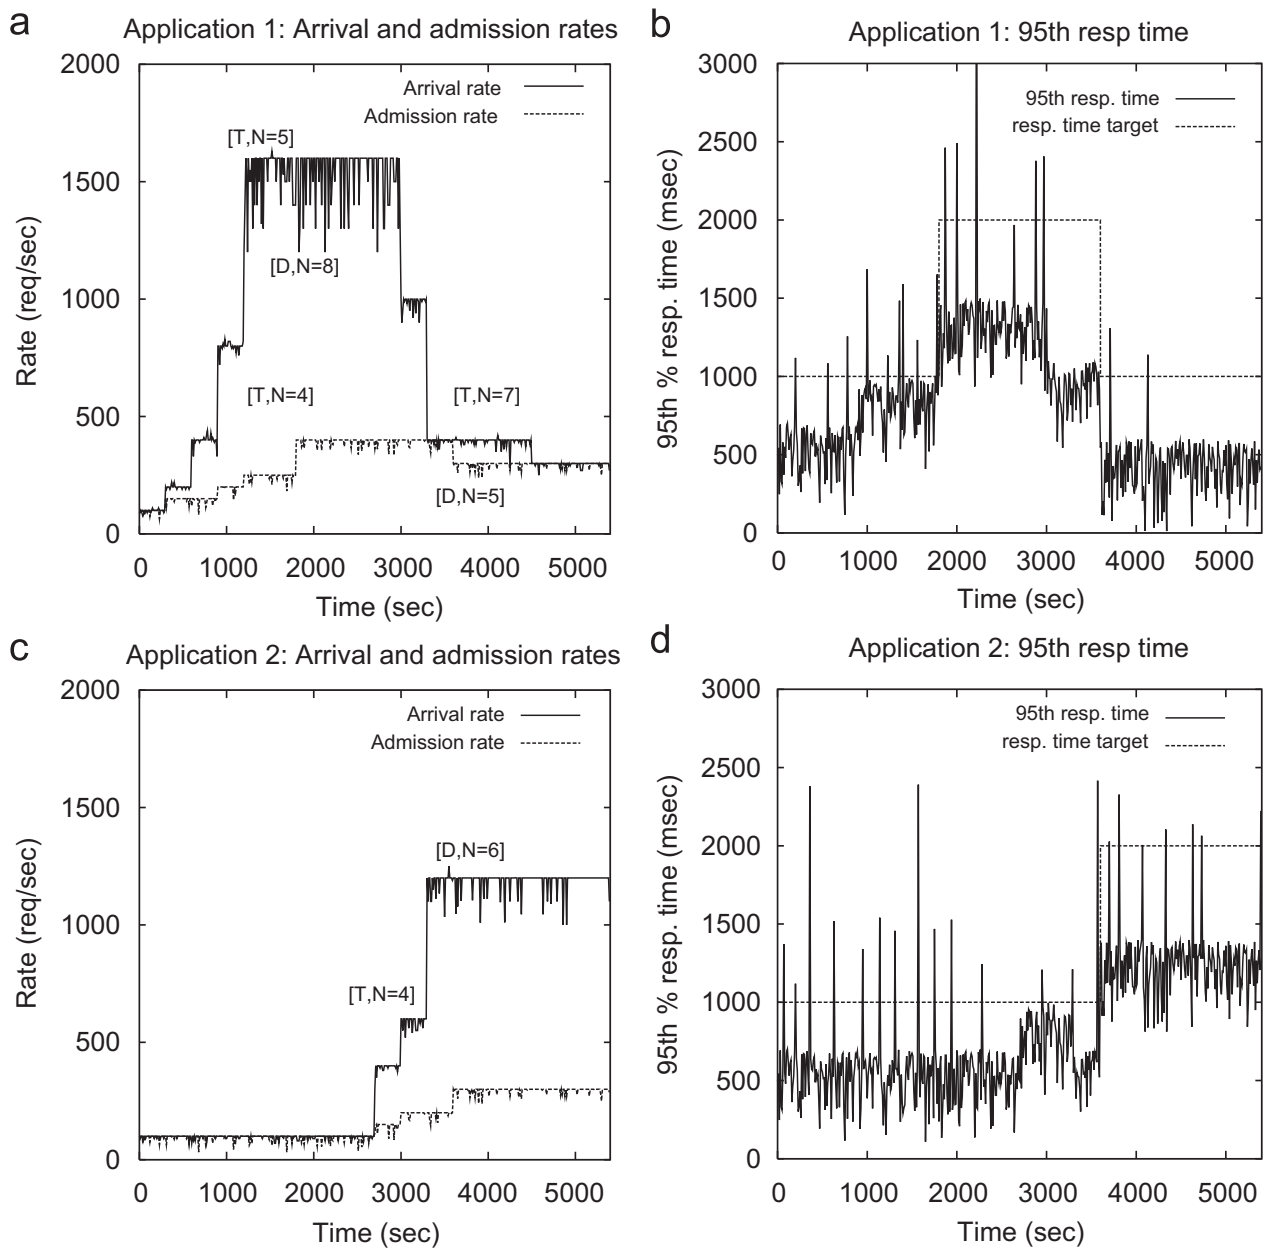 a
Application 1: Arrival and admission rates
2000
1500
1000
500
0
Rate (req/sec)
Arrival rate
Admission rate
[T,N=5]
[D,N=8]
[T,N=4]
[T,N=7]
[D,N=5]
0 1000 2000 3000 4000 5000
Time (sec)
b
Application 1: 95th resp time
3000
2500
2000
1500
1000
500
0
95th % resp. time (msec)
95th resp. time
resp. time target
0 1000 2000 3000 4000 5000
Time (sec)
c
Application 2: Arrival and admission rates
2000
1500
1000
500
0
Rate (req/sec)
Arrival rate
Admission rate
[D,N=6]
[T,N=4]
0 1000 2000 3000 4000 5000
Time (sec)
d
Application 2: 95th resp time
3000
2500
2000
1500
1000
500
0
95th % resp. time (msec)
95th resp. time
resp. time target
0 1000 2000 3000 4000 5000
Time (sec)